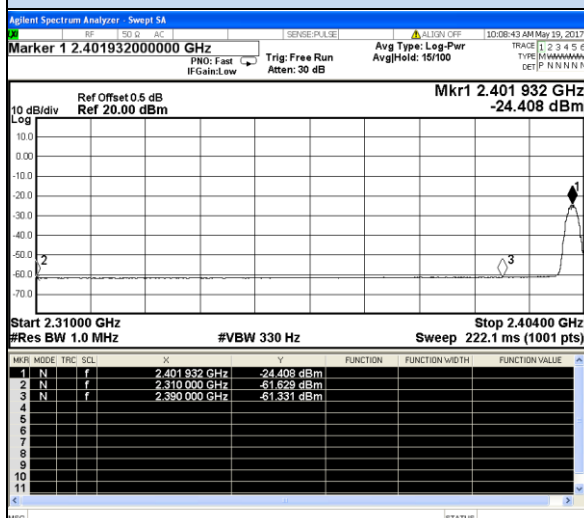 Agilent Spectrum Analyzer - Swept SA
RF 50 Ω AC SENSE:PULSE ALIGN OFF 10:08:43 AM May 19, 2017
Marker 1 2.401932000000 GHz
PNO: Fast
IFGain:Low
Trig: Free Run
Atten: 30 dB
Avg Type: Log-Pwr
Avg|Hold: 15/100
TRACE 1 2 3 4 5 6
TYPE M
DET P N N N N
Ref Offset 0.5 dB
10 dB/div Ref 20.00 dBm
Log
Mkr1 2.401 932 GHz
-24.408 dBm
10.0
0.00
-10.0
-20.0
-30.0
-40.0
-50.0
-60.0
-70.0
1
2
3
Start 2.31000 GHz Stop 2.40400 GHz
#Res BW 1.0 MHz #VBW 330 Hz Sweep 222.1 ms (1001 pts)
MKR MODE TRC SCL X Y FUNCTION FUNCTION WIDTH FUNCTION VALUE
1 N f 2.401 932 GHz -24.408 dBm
2 N f 2.310 000 GHz -61.629 dBm
3 N f 2.390 000 GHz -61.331 dBm
4
5
6
7
8
9
10
11
MSG STATUS